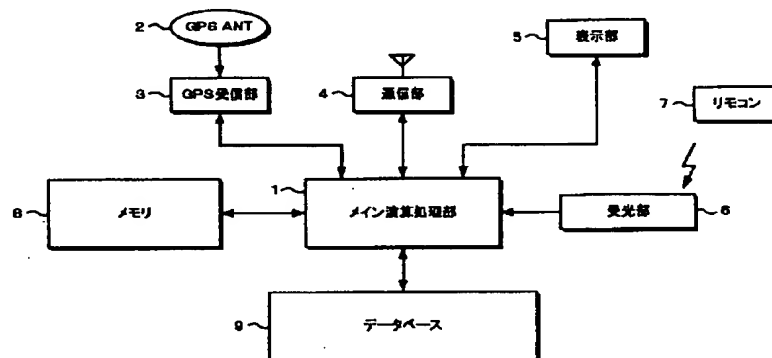 2 GPS ANT
5 表示部
3 GPS受信部
4 通信部
7 リモコン
1
8 メモリ
メイン演算処理部
受光部 6
9 データベース